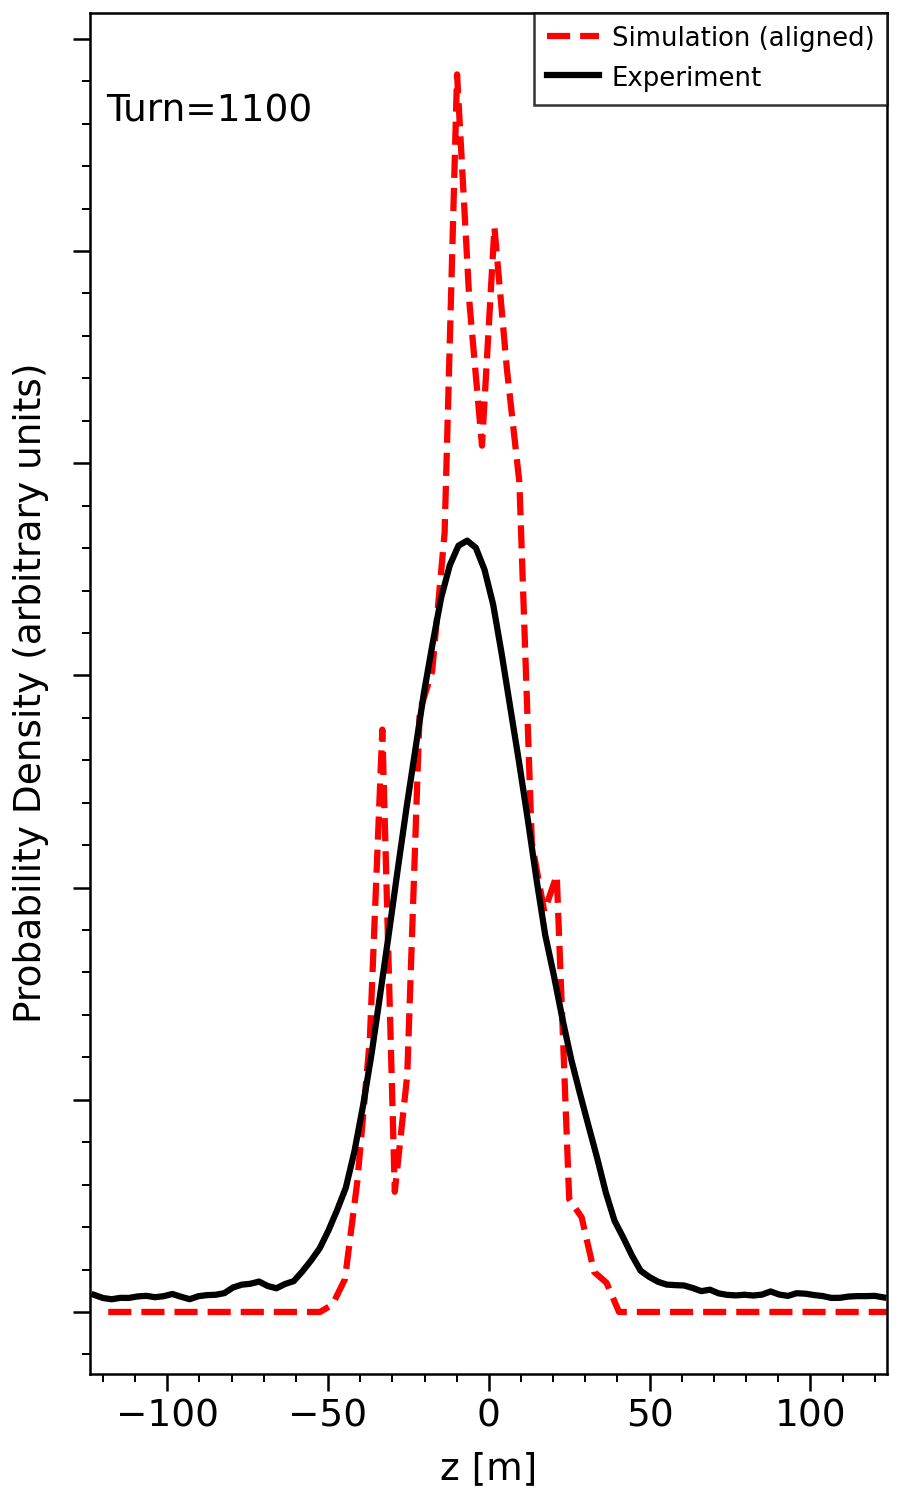 Simulation (aligned)
Experiment
Turn=1100
Probability Density (arbitrary units)
−100 −50 0 50 100
z [m]